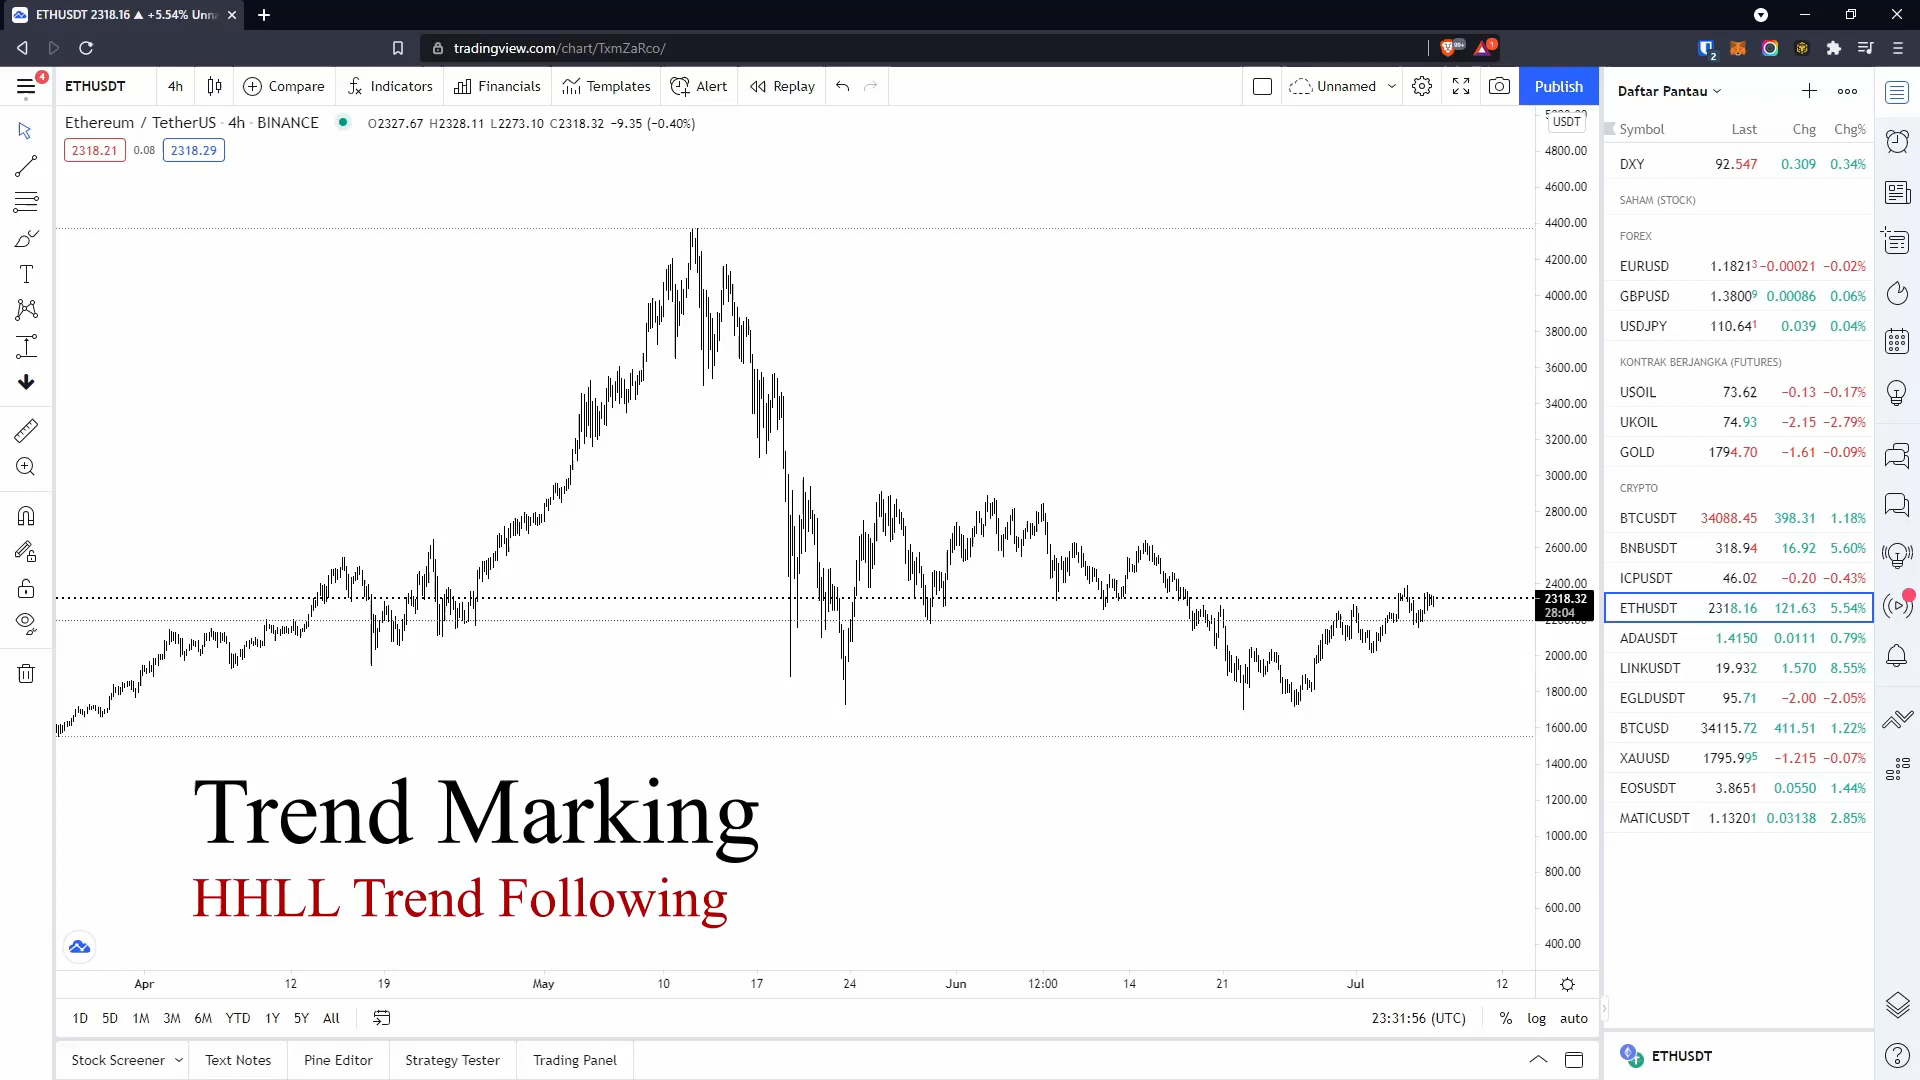 ETHUSDT 2318.16 ▲ +5.54% Unna
tradingview.com/chart/TxmZaRco/
99+
1
2
4
ETHUSDT 4h Compare Indicators Financials Templates Alert Replay Unnamed Publish
Ethereum / TetherUS · 4h · BINANCE O2327.67 H2328.11 L2273.10 C2318.32 −9.35 (−0.40%)
2318.21 0.08 2318.29
USDT
4800.00
4600.00
4400.00
4200.00
4000.00
3800.00
3600.00
3400.00
3200.00
3000.00
2800.00
2600.00
2400.00
2318.32
28:04
2000.00
1800.00
1600.00
1400.00
1200.00
1000.00
800.00
600.00
400.00
Trend Marking
HHLL Trend Following
Apr 12 19 May 10 17 24 Jun 12:00 14 21 Jul 12
1D 5D 1M 3M 6M YTD 1Y 5Y All 23:31:56 (UTC) % log auto
Stock Screener Text Notes Pine Editor Strategy Tester Trading Panel
Daftar Pantau
Symbol Last Chg Chg%
DXY 92.547 0.309 0.34%
SAHAM (STOCK)
FOREX
EURUSD 1.18213 −0.00021 −0.02%
GBPUSD 1.38009 0.00086 0.06%
USDJPY 110.641 0.039 0.04%
KONTRAK BERJANGKA (FUTURES)
USOIL 73.62 −0.13 −0.17%
UKOIL 74.93 −2.15 −2.79%
GOLD 1794.70 −1.61 −0.09%
CRYPTO
BTCUSDT 34088.45 398.31 1.18%
BNBUSDT 318.94 16.92 5.60%
ICPUSDT 46.02 −0.20 −0.43%
ETHUSDT 2318.16 121.63 5.54%
ADAUSDT 1.4150 0.0111 0.79%
LINKUSDT 19.932 1.570 8.55%
EGLDUSDT 95.71 −2.00 −2.05%
BTCUSD 34115.72 411.51 1.22%
XAUUSD 1795.995 −1.215 −0.07%
EOSUSDT 3.8651 0.0550 1.44%
MATICUSDT 1.13201 0.03138 2.85%
ETHUSDT